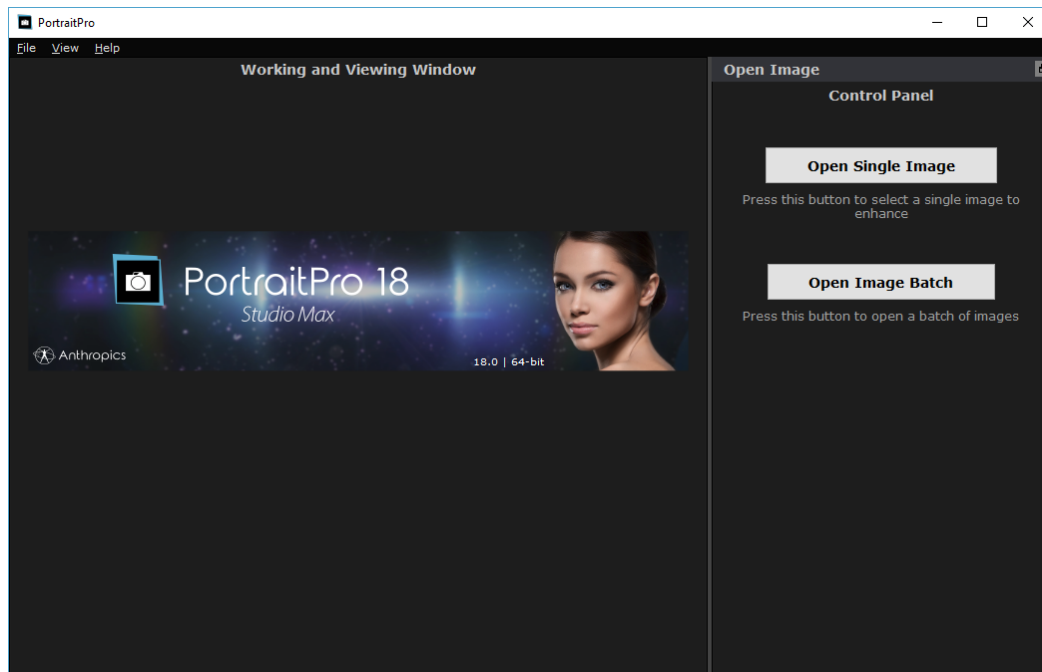 PortraitPro
File View Help
Working and Viewing Window
Open Image
Control Panel
Open Single Image
Press this button to select a single image to
enhance
PortraitPro 18
Studio Max
Open Image Batch
Press this button to open a batch of images
Anthropics
18.0 | 64-bit